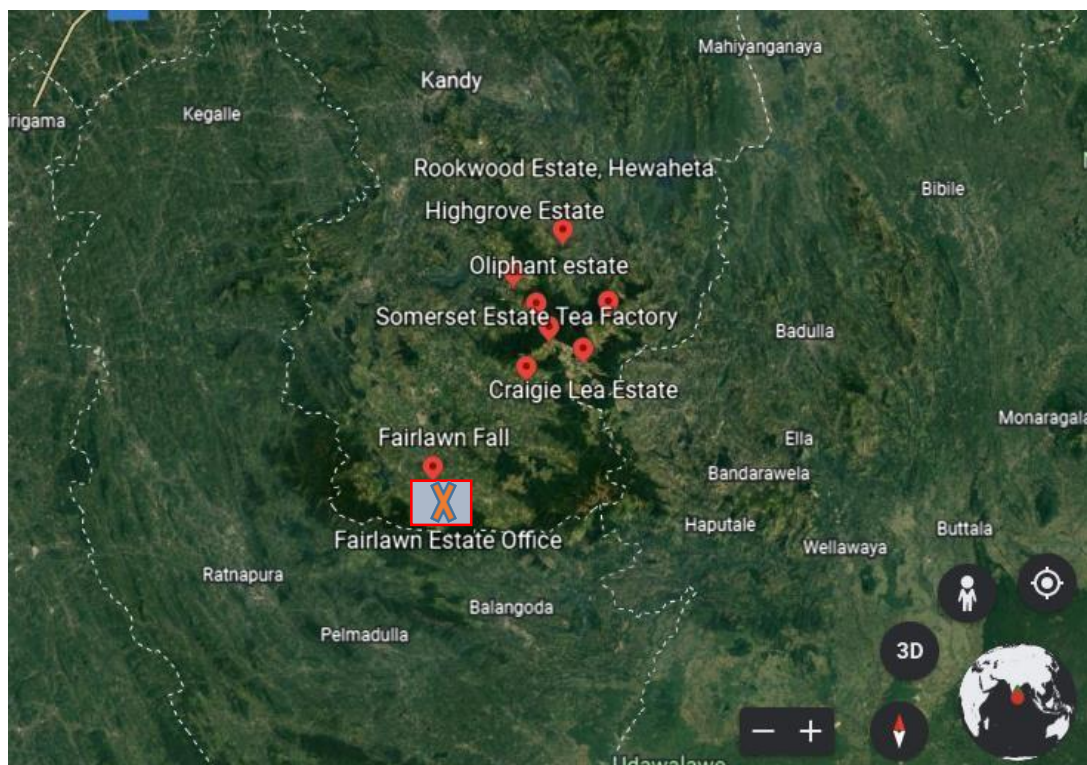 Mahiyanganaya
Kandy
Kegalle
irigama
Rookwood Estate, Hewaheta
Bibile
Highgrove Estate
Oliphant estate
Somerset Estate Tea Factory
Badulla
Craigie Lea Estate
Monaragala
Fairlawn Fall
Ella
Bandarawela
X
Haputale
Buttala
Fairlawn Estate Office
Wellawaya
Ratnapura
Balangoda
Pelmadulla
3D
Udawalawe